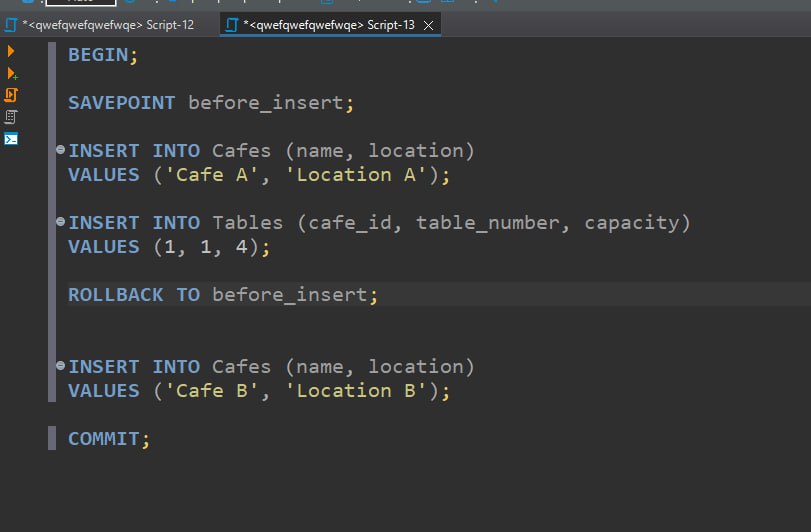 *<qwefqwefqwefwqe> Script-12
*<qwefqwefqwefwqe> Script-13
BEGIN;
SAVEPOINT before_insert;
INSERT INTO Cafes (name, location)
VALUES ('Cafe A', 'Location A');
INSERT INTO Tables (cafe_id, table_number, capacity)
VALUES (1, 1, 4);
ROLLBACK TO before_insert;
INSERT INTO Cafes (name, location)
VALUES ('Cafe B', 'Location B');
COMMIT;